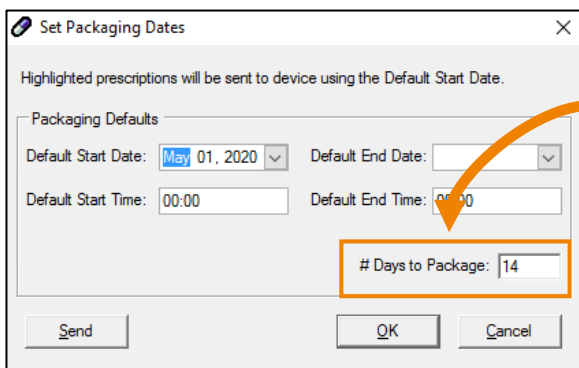 Set Packaging Dates
Highlighted prescriptions will be sent to device using the Default Start Date.
Packaging Defaults
Default Start Date: May 01, 2020 Default End Date:
Default Start Time: 00:00 Default End Time: 00:00
# Days to Package: 14
Send OK Cancel